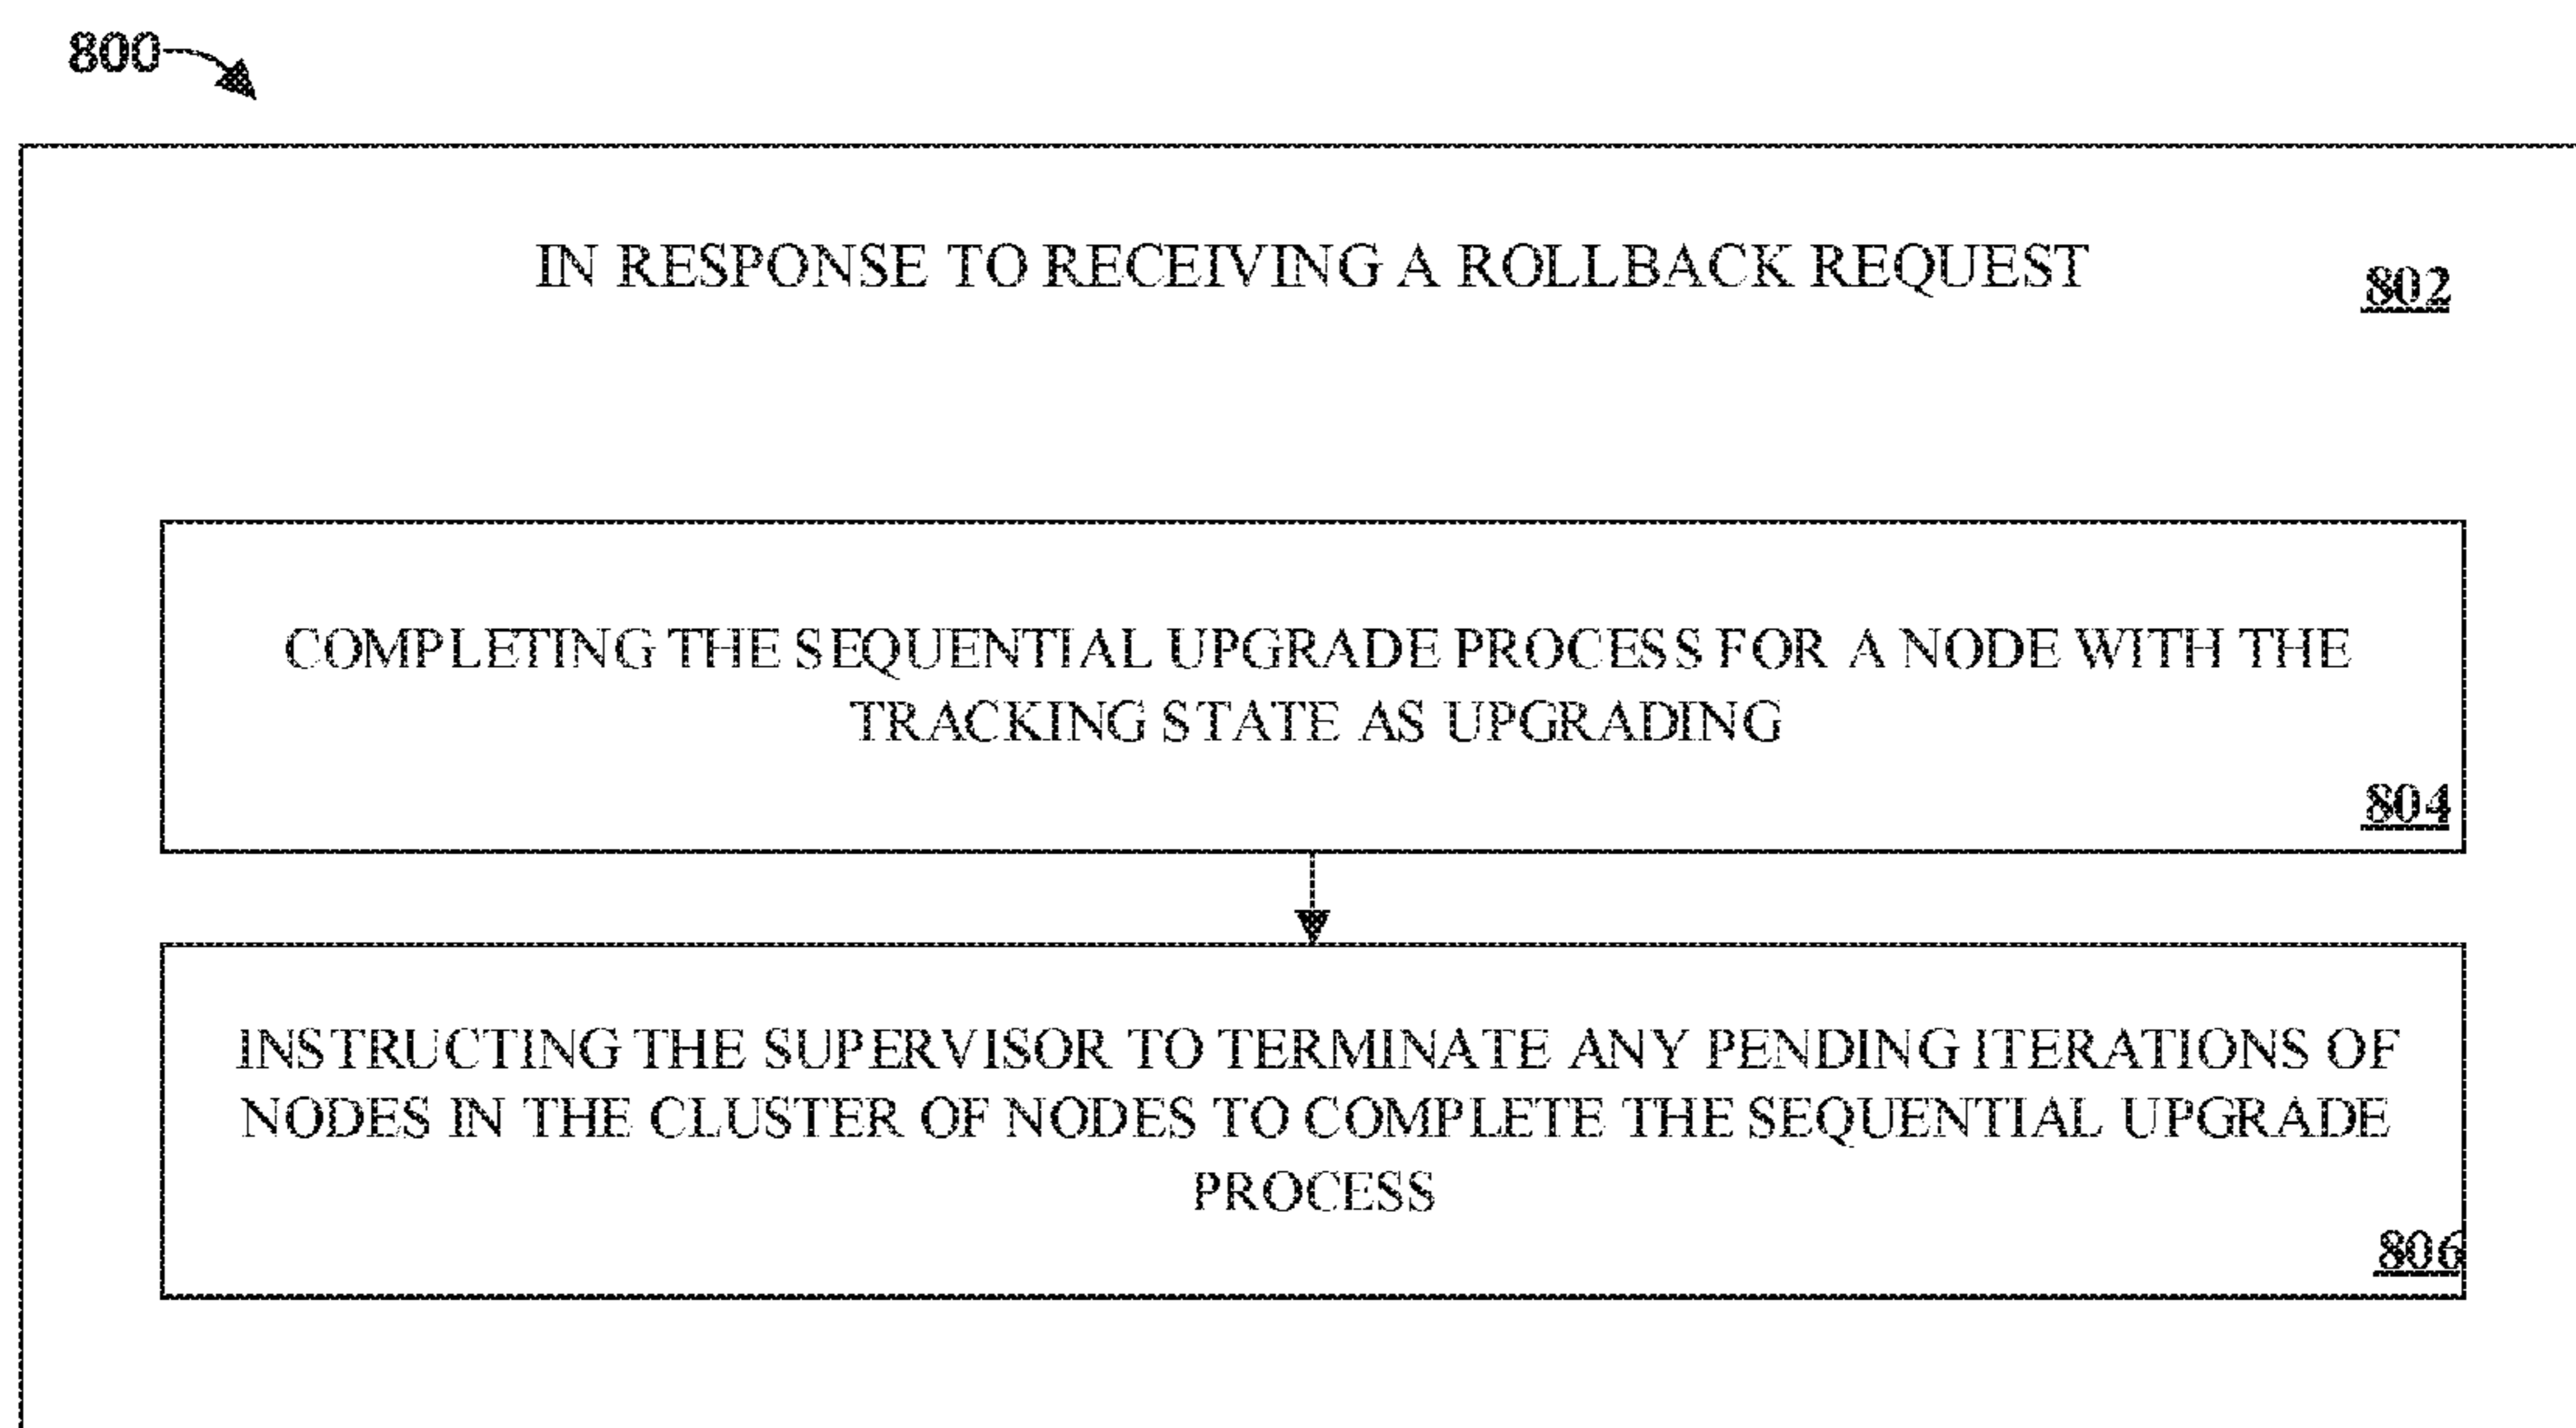 800
IN RESPONSE TO RECEIVING A ROLLBACK REQUEST
802
COMPLETING THE SEQUENTIAL UPGRADE PROCESS FOR A NODE WITH THE
TRACKING STATE AS UPGRADING
804
INSTRUCTING THE SUPERVISOR TO TERMINATE ANY PENDING ITERATIONS OF
NODES IN THE CLUSTER OF NODES TO COMPLETE THE SEQUENTIAL UPGRADE
PROCESS
806